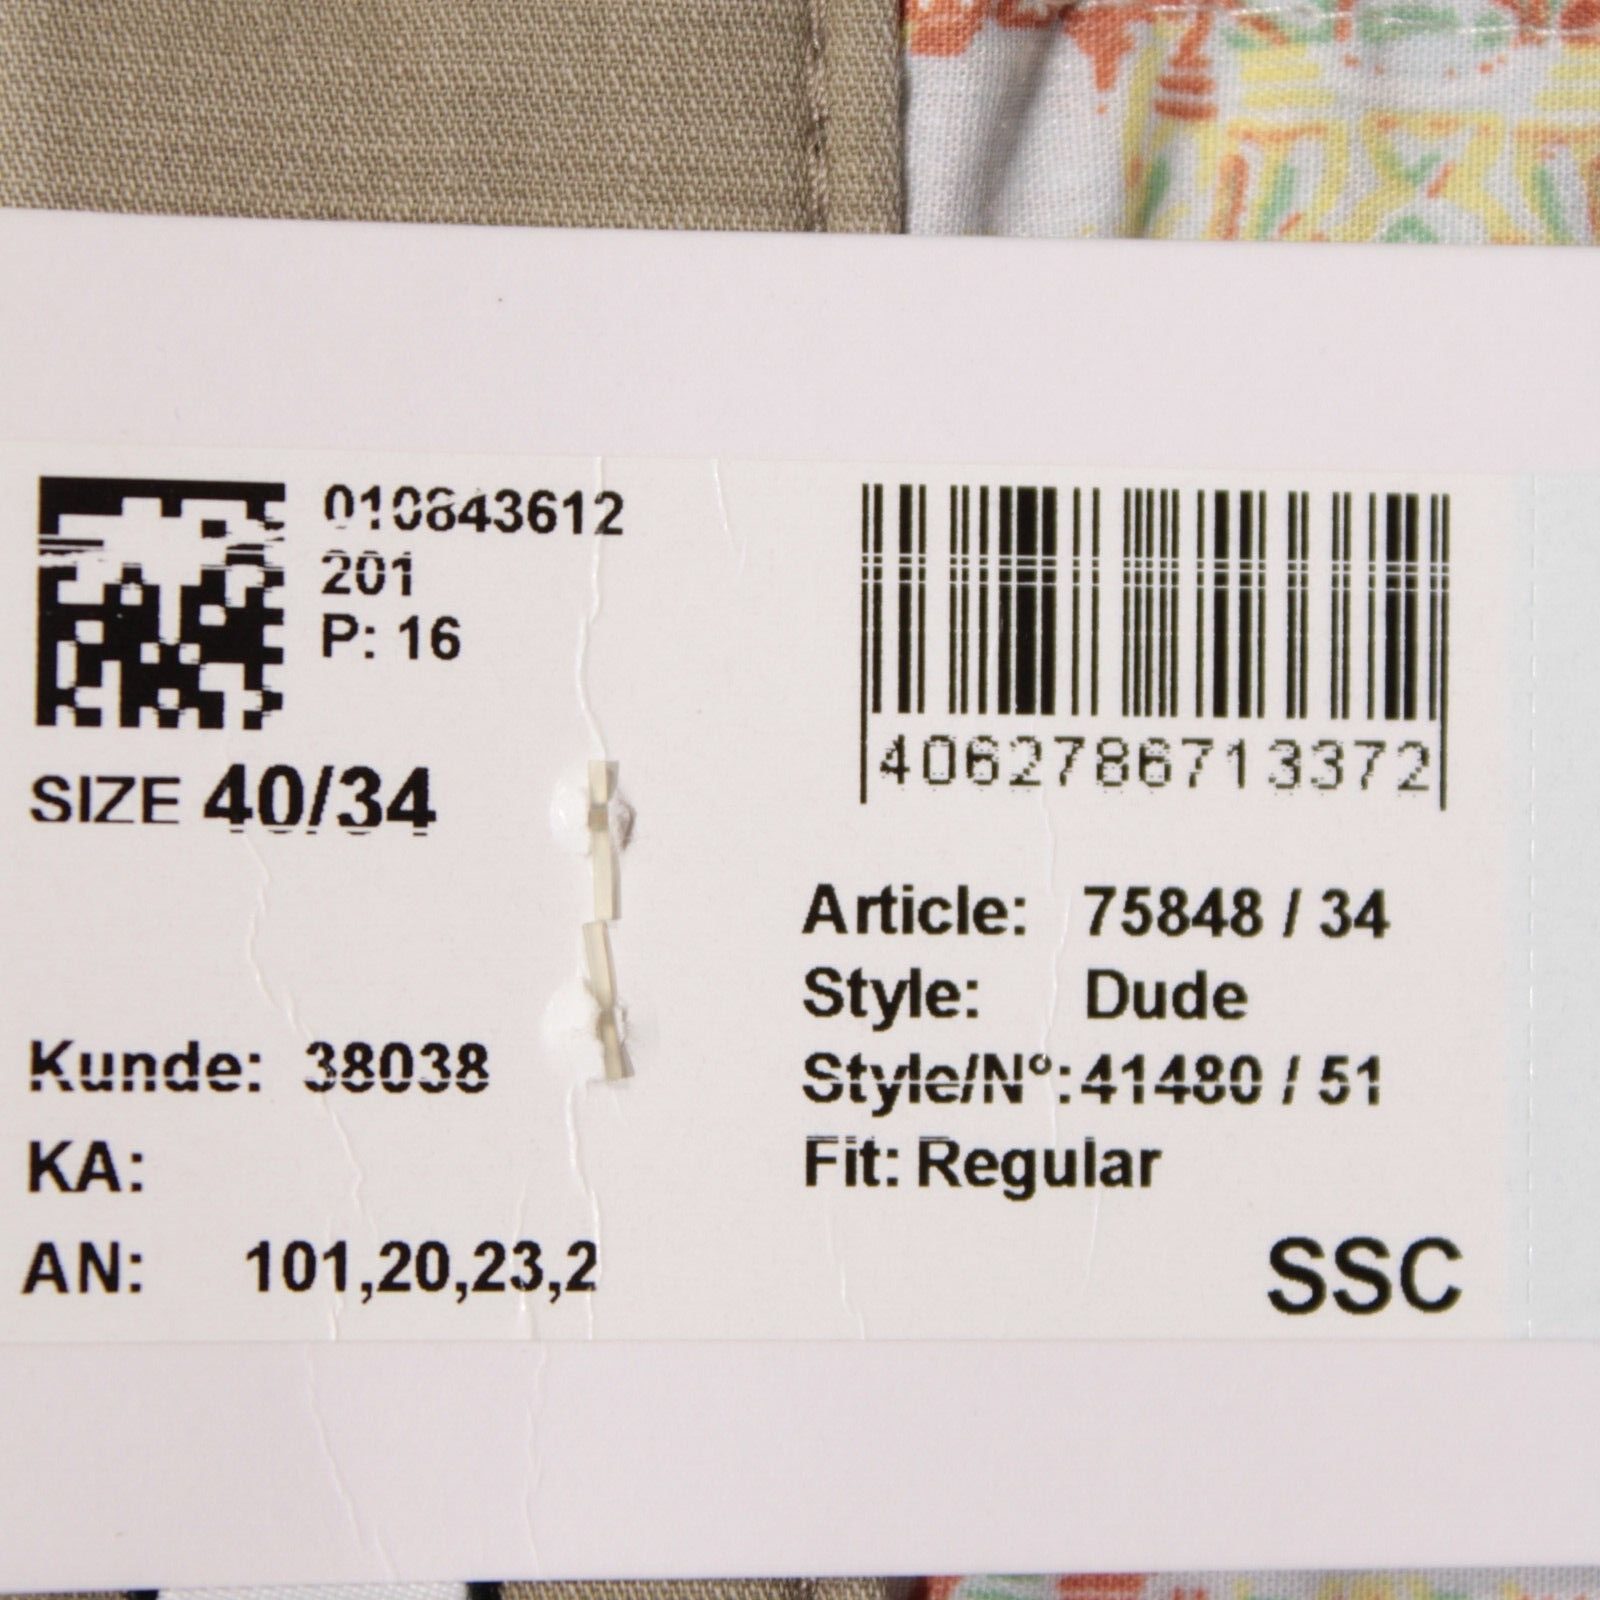 010843612
201
P: 16
SIZE 40/34
Kunde: 38038
KA:
AN: 101,20,23,2
4062786713372
Article: 75848 / 34
Style: Dude
Style/N°: 41480 / 51
Fit: Regular
SSC